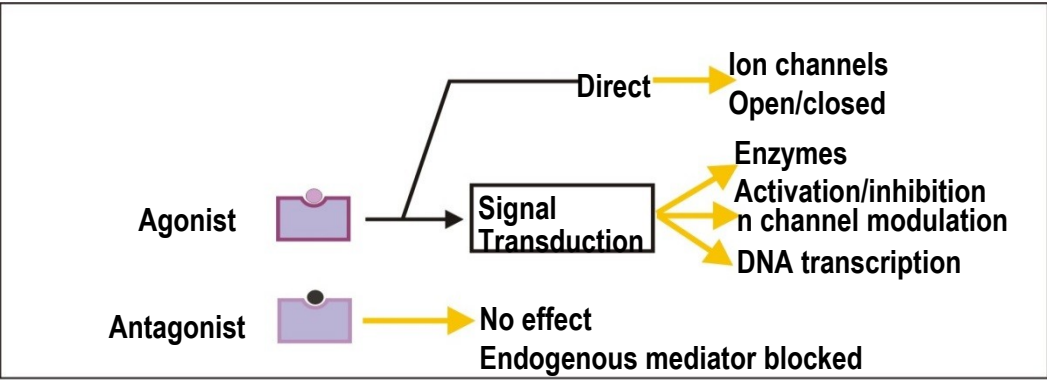 Ion channels
Direct
Open/closed
Enzymes
Activation/inhibition
Agonist
Signal
n channel modulation
Transduction
DNA transcription
Antagonist
No effect
Endogenous mediator blocked